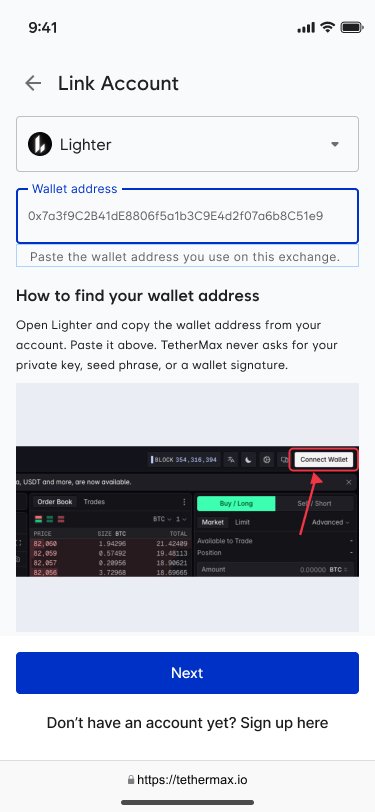 9:41
Link Account
Lighter
Wallet address
0x7a3f9C2B41dE8806f5a1b3C9E4d2f07a6b8C51e9
Paste the wallet address you use on this exchange.
How to find your wallet address
Open Lighter and copy the wallet address from your
account. Paste it above. TetherMax never asks for your
private key, seed phrase, or a wallet signature.
BLOCK 354,316,394
Connect Wallet
a, USDT and more, are now available.
Order Book Trades
Buy / Long Sell / Short
BTC 1
Market Limit Advanced
PRICE SIZE BTC TOTAL
82,060 1.94296 21.42409
82,059 0.57492 19.48113
82,057 0.20956 18.90621
82,056 3.72968 18.69665
Available to Trade -
Position -
Amount 0.00000 BTC
Next
Don’t have an account yet? Sign up here
https://tethermax.io